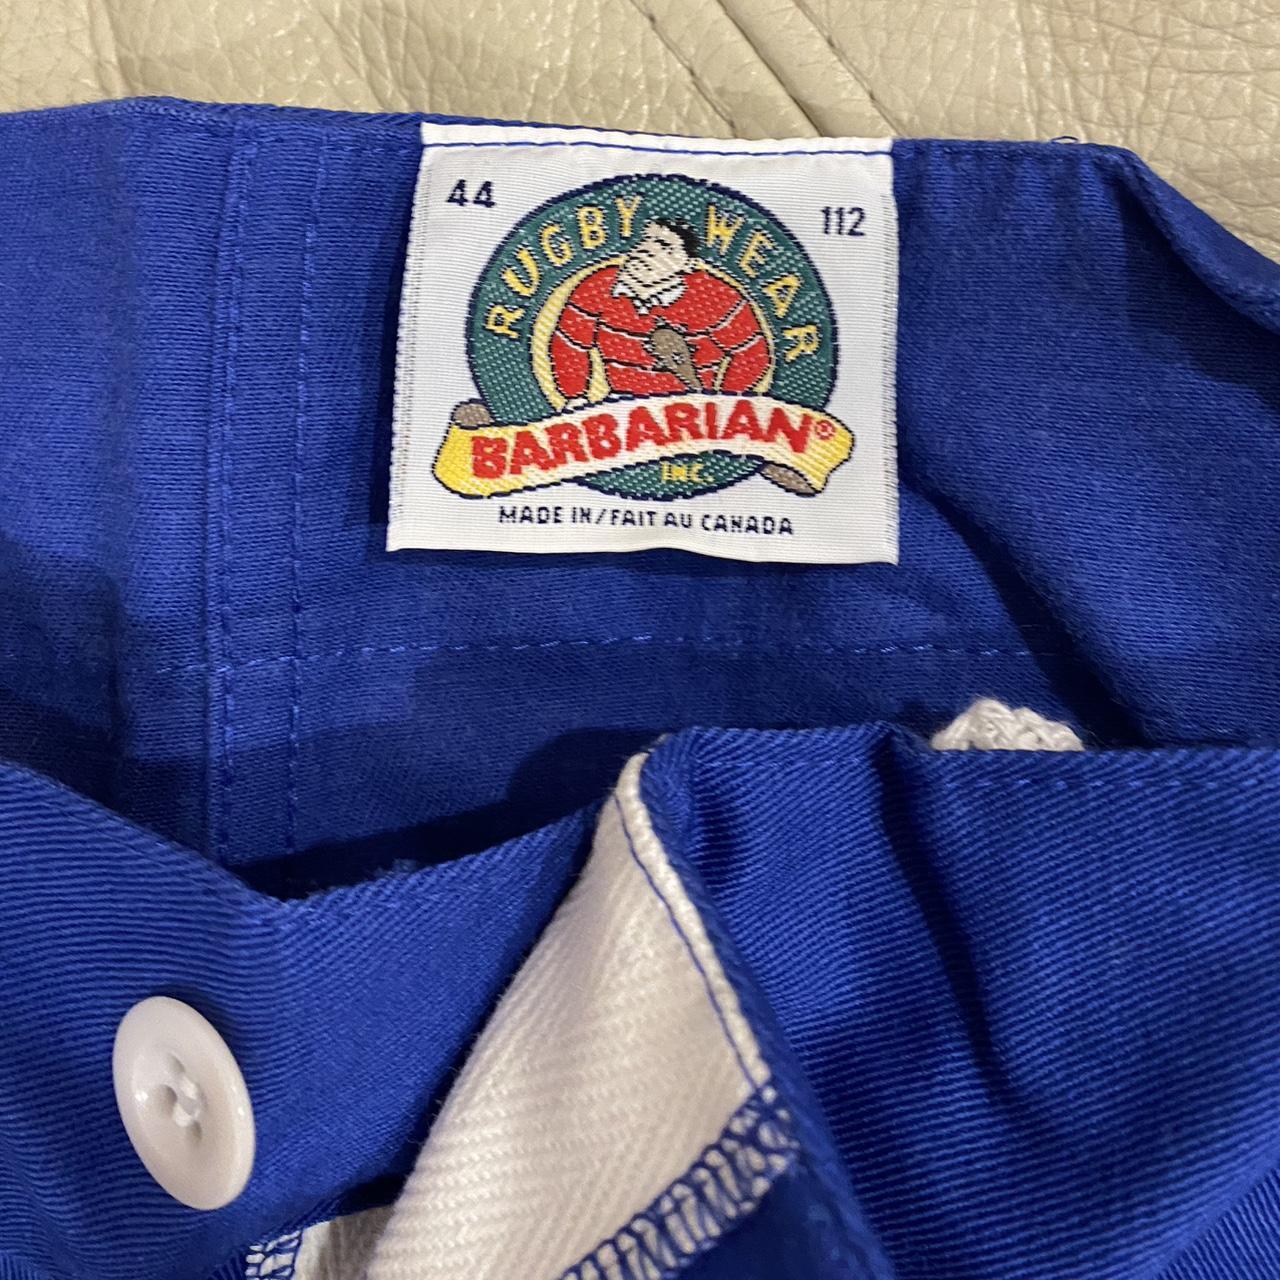 44
112
RUGBY WEAR
BARBARIAN®
INC.
MADE IN/FAIT AU CANADA